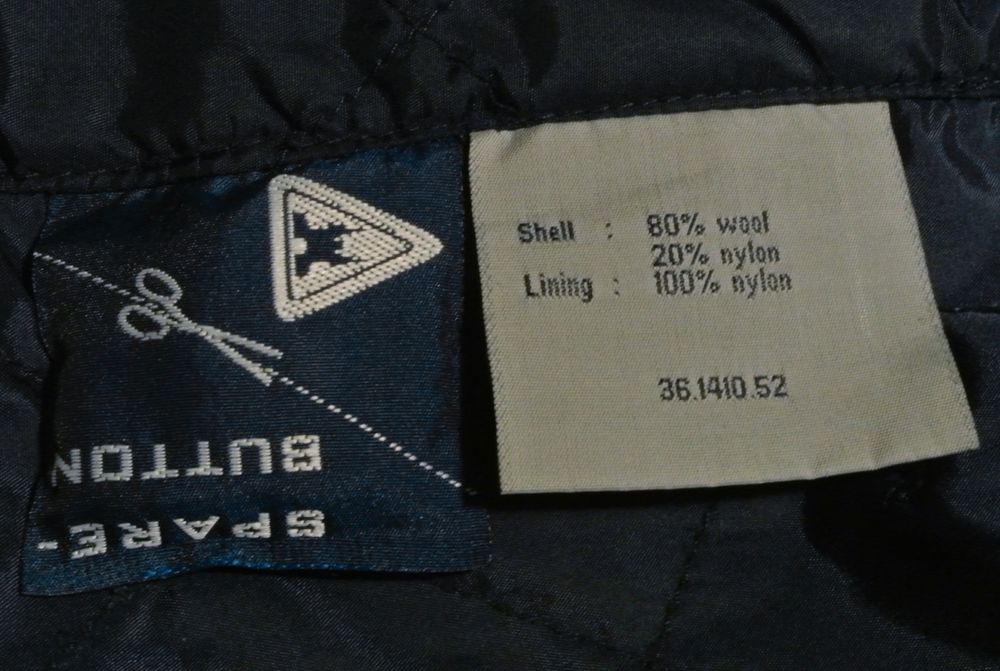 SPARE-
BUTTON
Shell : 80% wool
20% nylon
Lining : 100% nylon
36.1410.52